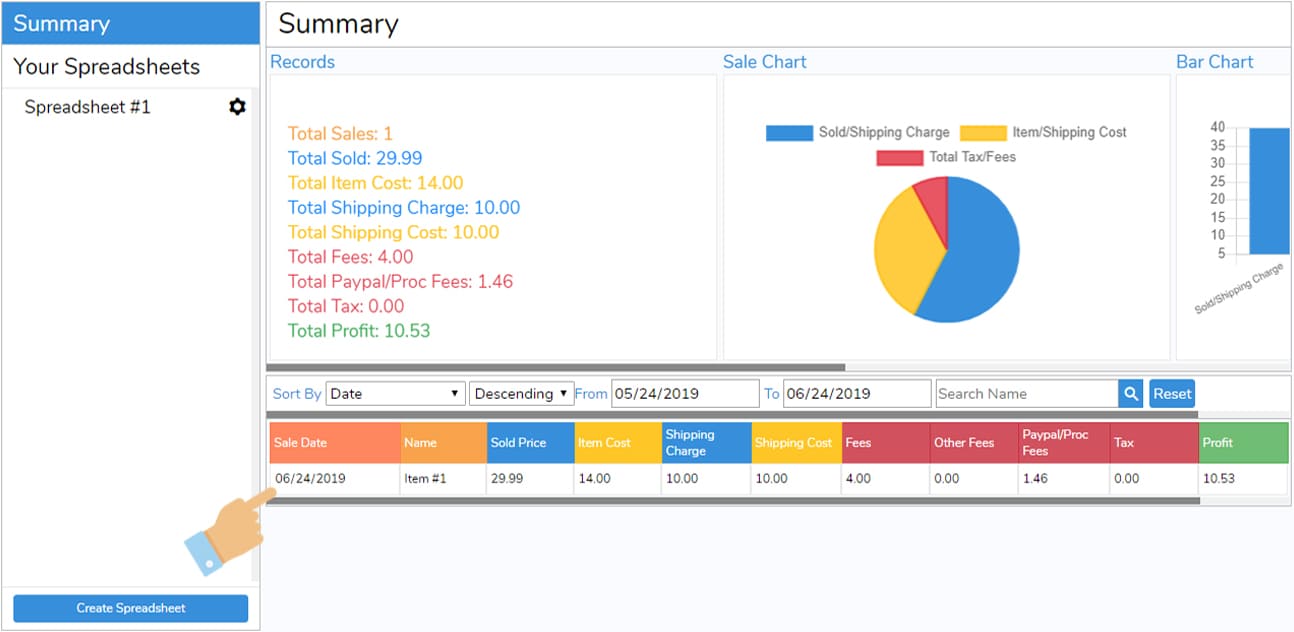 Summary
Your Spreadsheets
Spreadsheet #1
Create Spreadsheet
Summary
Records
Total Sales: 1
Total Sold: 29.99
Total Item Cost: 14.00
Total Shipping Charge: 10.00
Total Shipping Cost: 10.00
Total Fees: 4.00
Total Paypal/Proc Fees: 1.46
Total Tax: 0.00
Total Profit: 10.53
Sale Chart
Sold/Shipping Charge Item/Shipping Cost
Total Tax/Fees
Bar Chart
40
35
30
25
20
15
10
5
Sold/Shipping Charge
Sort By Date Descending From 05/24/2019 To 06/24/2019 Search Name Reset
Sale Date Name Sold Price Item Cost Shipping Charge Shipping Cost Fees Other Fees Paypal/Proc Fees Tax Profit
06/24/2019 Item #1 29.99 14.00 10.00 10.00 4.00 0.00 1.46 0.00 10.53